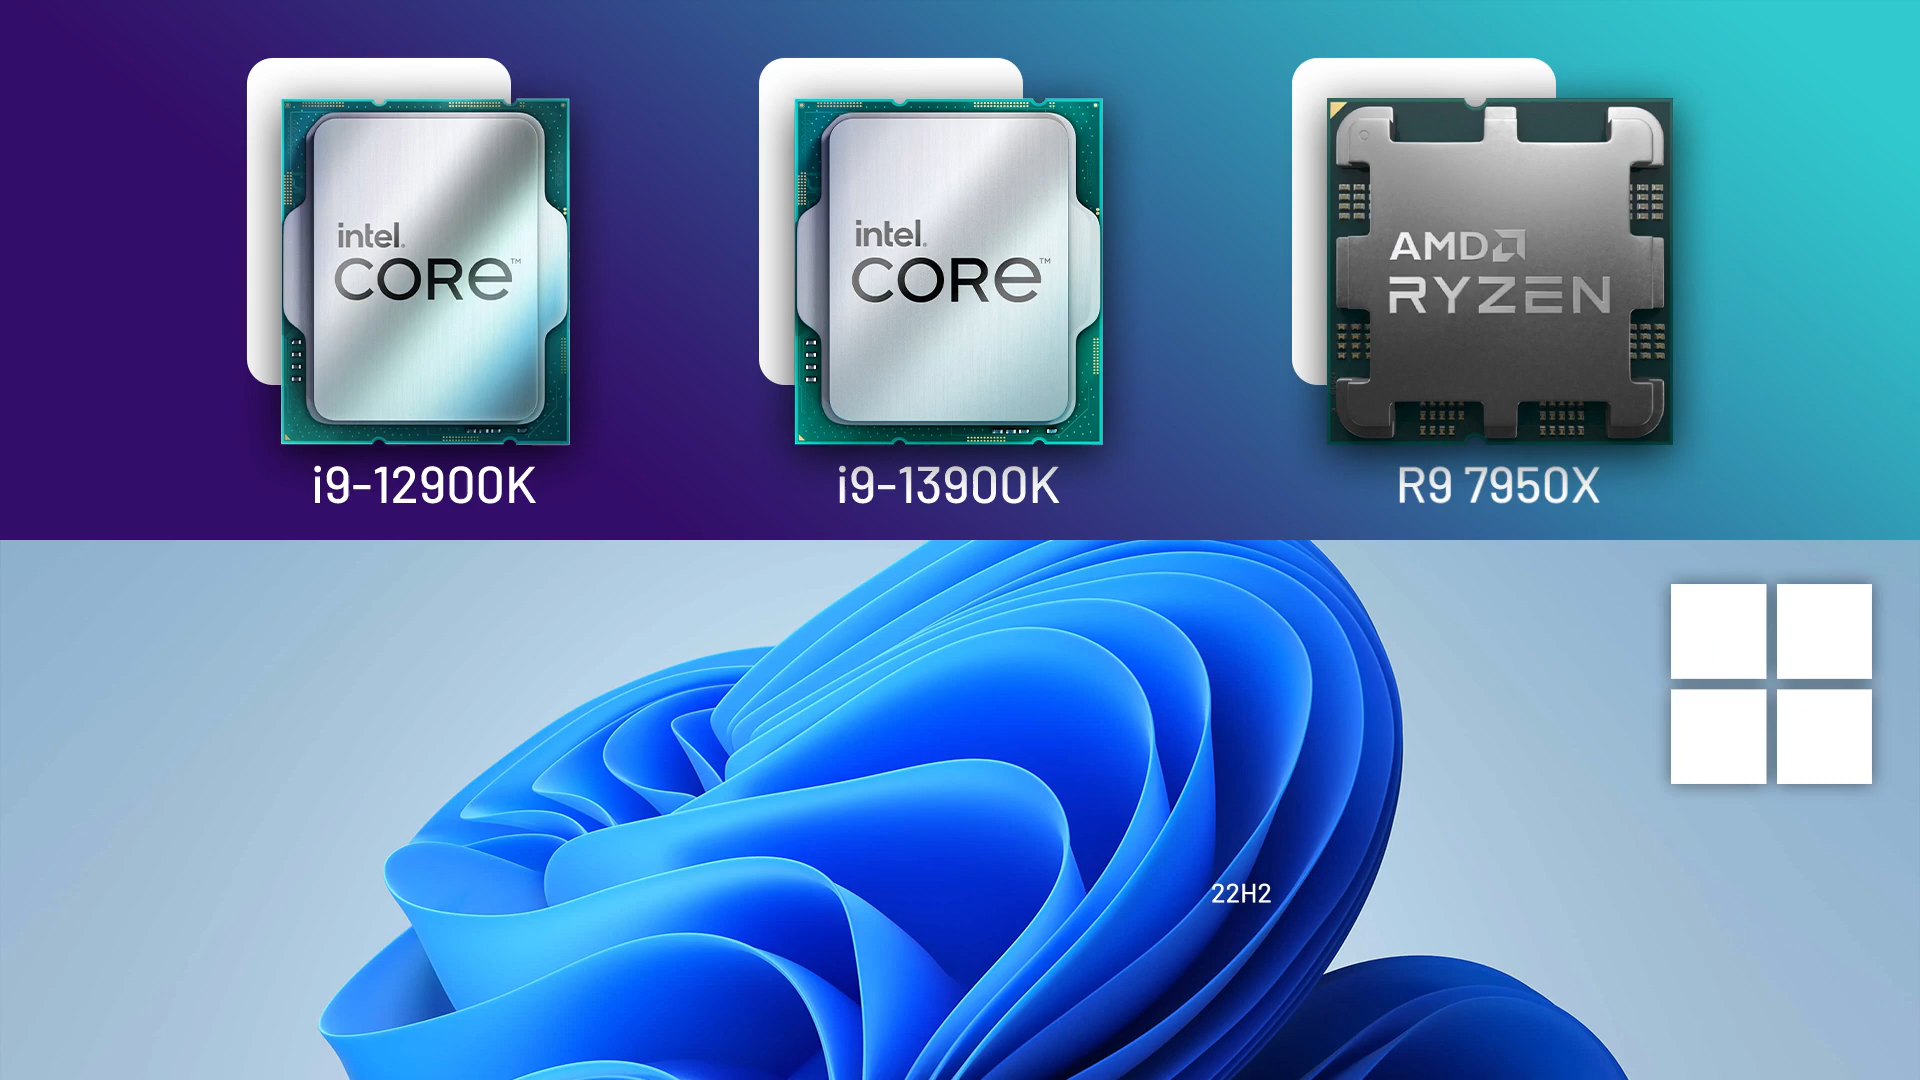 intel.
CORE™
i9-12900K
intel.
CORE™
i9-13900K
AMD
RYZEN
R9 7950X
22H2